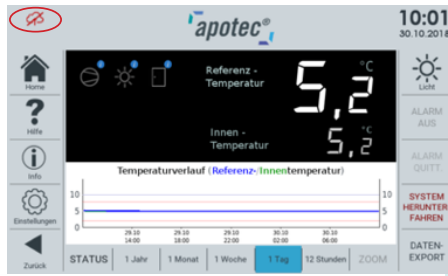 apotec®
10:01
30.10.2018
Home
Hilfe
Info
Einstellungen
Zurück
Referenz -
Temperatur
5,2 °C
Innen -
Temperatur
5,2 °C
Licht
ALARM
AUS
ALARM
QUITT.
SYSTEM
HERUNTER
FAHREN
DATEN-
EXPORT
Temperaturverlauf (Referenz-/Innentemperatur)
10 10
5 5
0 0
29.10 29.10 29.10 30.10 30.10
14:00 18:00 22:00 02:00 06:00
STATUS 1 Jahr 1 Monat 1 Woche 1 Tag 12 Stunden ZOOM